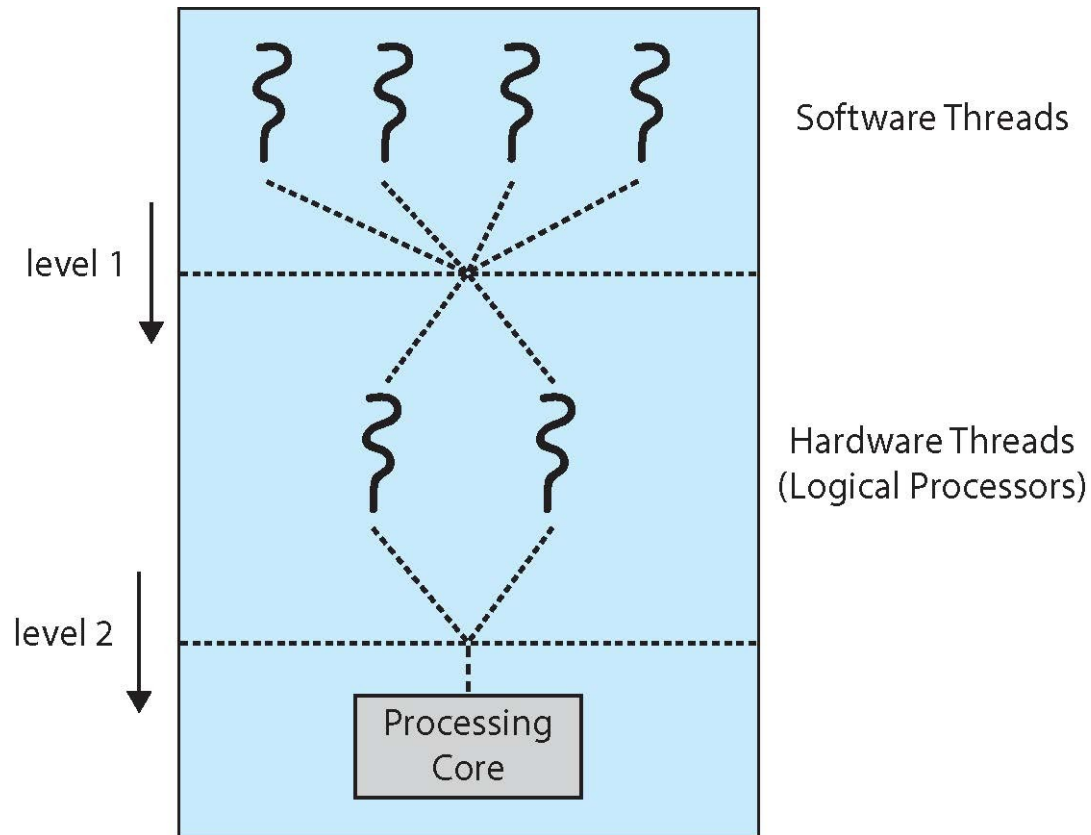 Software Threads
level 1
Hardware Threads
(Logical Processors)
level 2
Processing
Core